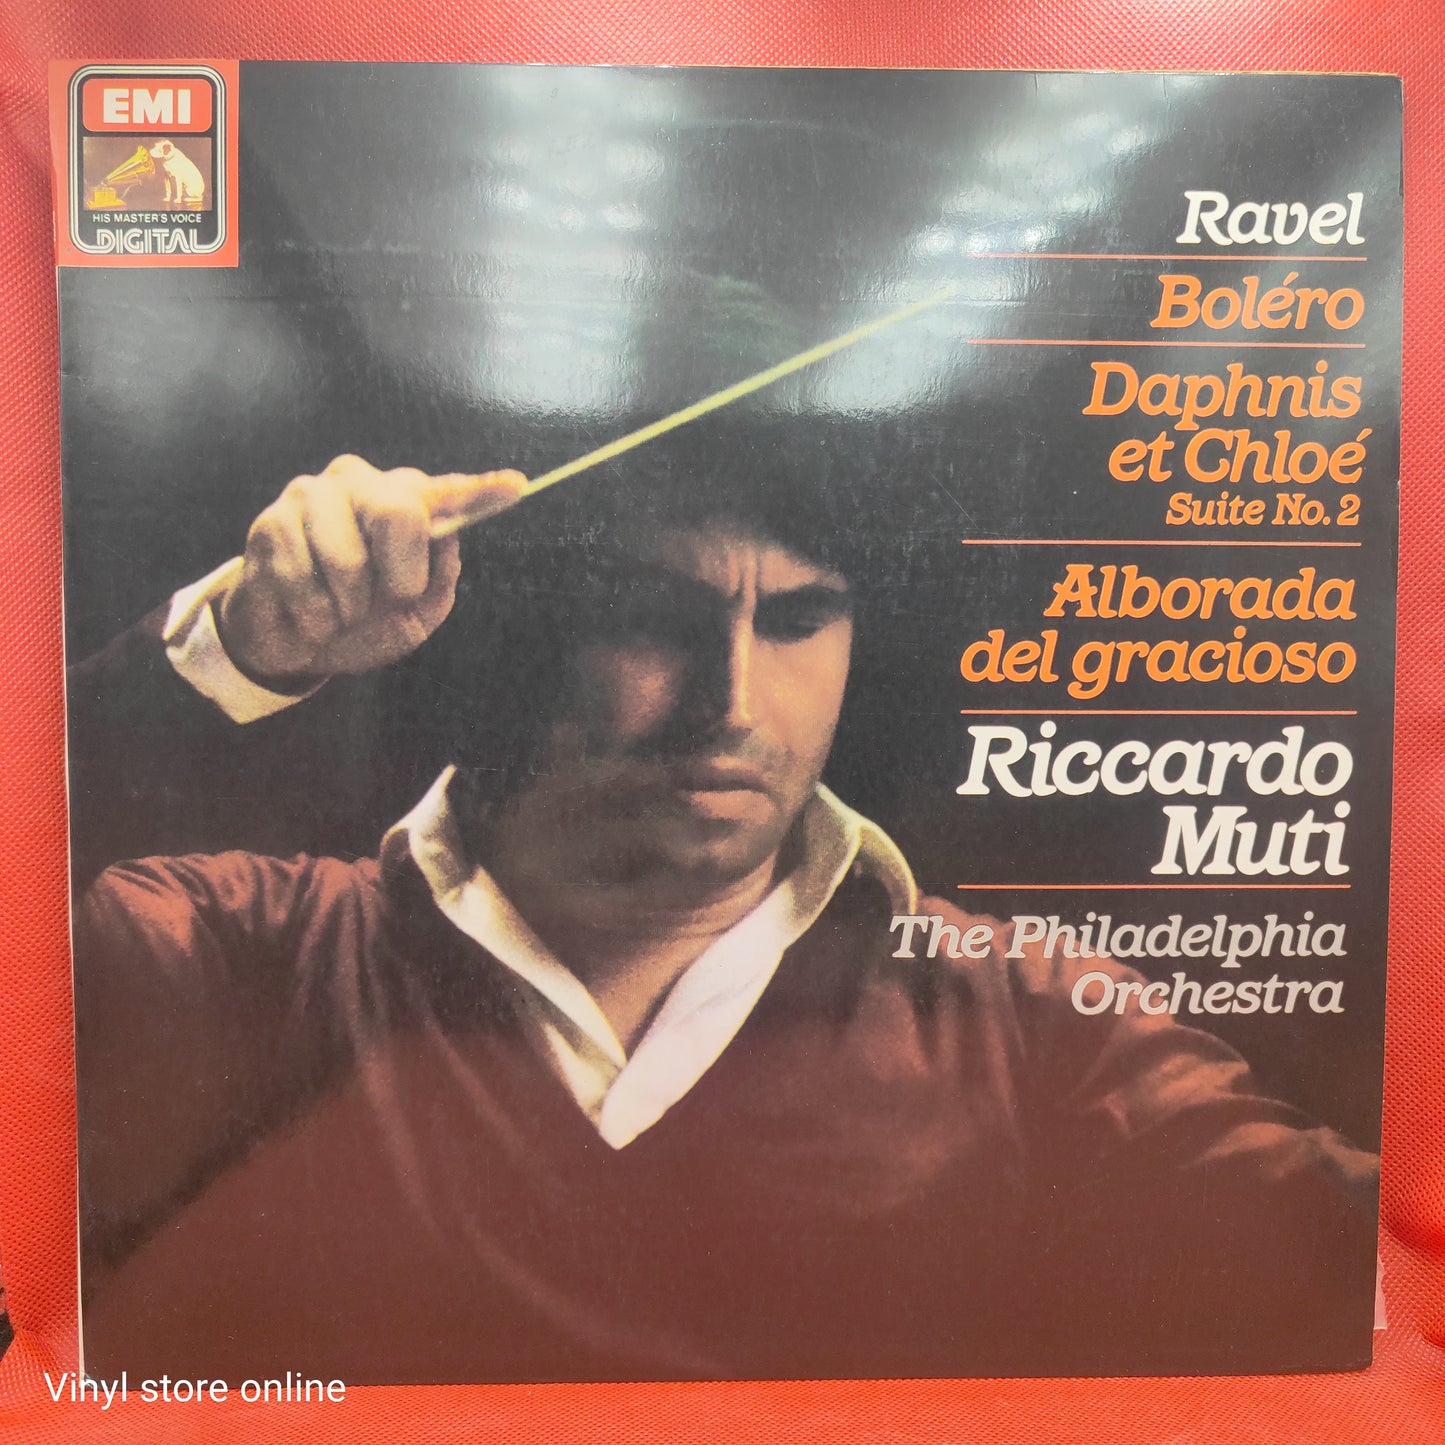 EMI
HIS MASTER'S VOICE
DIGITAL
Ravel
Boléro
Daphnis
et Chloé
Suite No. 2
Alborada
del gracioso
Riccardo
Muti
The Philadelphia
Orchestra
Vinyl store online